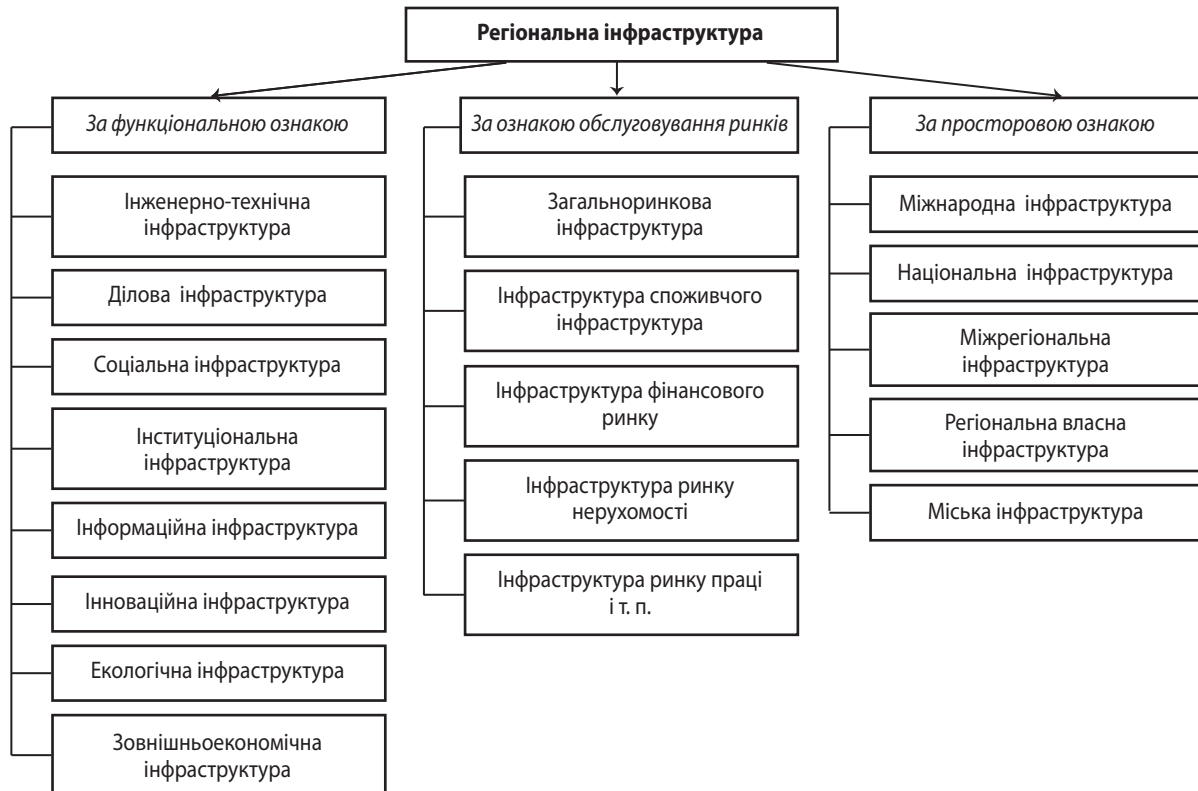 Регіональна інфраструктура
За функціональною ознакою
Інженерно-технічна
інфраструктура
Ділова інфраструктура
Соціальна інфраструктура
Інституціональна
інфраструктура
Інформаційна інфраструктура
Інноваційна інфраструктура
Екологічна інфраструктура
Зовнішньоекономічна
інфраструктура
За ознакою обслуговування ринків
Загальноринкова
інфраструктура
Інфраструктура споживчого
інфраструктура
Інфраструктура фінансового
ринку
Інфраструктура ринку
нерухомості
Інфраструктура ринку праці
і т. п.
За просторовою ознакою
Міжнародна інфраструктура
Національна інфраструктура
Міжрегіональна
інфраструктура
Регіональна власна
інфраструктура
Міська інфраструктура